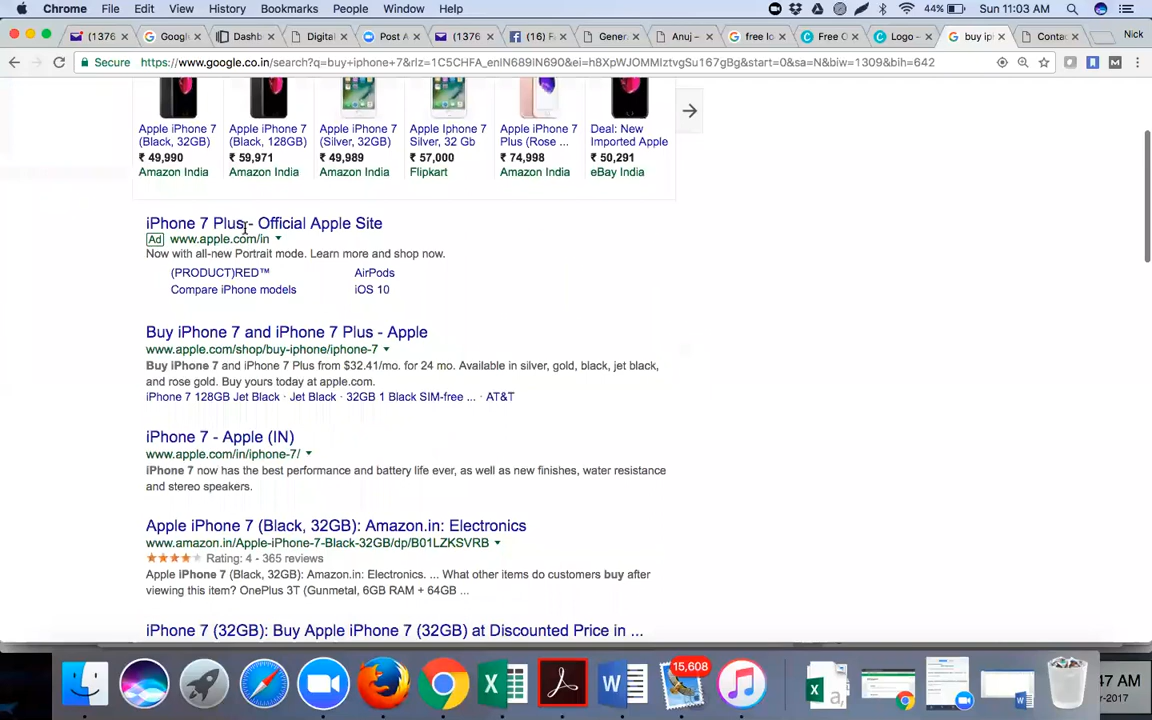 Chrome File Edit View History Bookmarks People Window Help 44% Sun 11:03 AM
(1376 Googl Dashb Digital Post A (1376 (16) F Gener Anuj – free lo Free O Logo – buy ip Contac Nick
Secure https://www.google.co.in/search?q=buy+iphone+7&rlz=1C5CHFA_enIN689IN690&ei=h8XpWJOMMIztvgSu167gBg&start=0&sa=N&biw=1309&bih=642
Apple iPhone 7 Apple iPhone 7 Apple iPhone 7 Apple Iphone 7 Apple iPhone 7 Deal: New
(Black, 32GB) (Black, 128GB) (Silver, 32GB) Silver, 32 Gb Plus (Rose ... Imported Apple
₹ 49,990 ₹ 59,971 ₹ 49,989 ₹ 57,000 ₹ 74,998 ₹ 50,291
Amazon India Amazon India Amazon India Flipkart Amazon India eBay India
iPhone 7 Plus - Official Apple Site
Ad www.apple.com/in
Now with all-new Portrait mode. Learn more and shop now.
(PRODUCT)RED™ AirPods
Compare iPhone models iOS 10
Buy iPhone 7 and iPhone 7 Plus - Apple
www.apple.com/shop/buy-iphone/iphone-7
Buy iPhone 7 and iPhone 7 Plus from $32.41/mo. for 24 mo. Available in silver, gold, black, jet black,
and rose gold. Buy yours today at apple.com.
iPhone 7 128GB Jet Black · Jet Black · 32GB 1 Black SIM-free ... · AT&T
iPhone 7 - Apple (IN)
www.apple.com/in/iphone-7/
iPhone 7 now has the best performance and battery life ever, as well as new finishes, water resistance
and stereo speakers.
Apple iPhone 7 (Black, 32GB): Amazon.in: Electronics
www.amazon.in/Apple-iPhone-7-Black-32GB/dp/B01LZKSVRB
Rating: 4 - 365 reviews
Apple iPhone 7 (Black, 32GB): Amazon.in: Electronics. ... What other items do customers buy after
viewing this item? OnePlus 3T (Gunmetal, 6GB RAM + 64GB ...
iPhone 7 (32GB): Buy Apple iPhone 7 (32GB) at Discounted Price in ...
15,608
47 AM
-2017